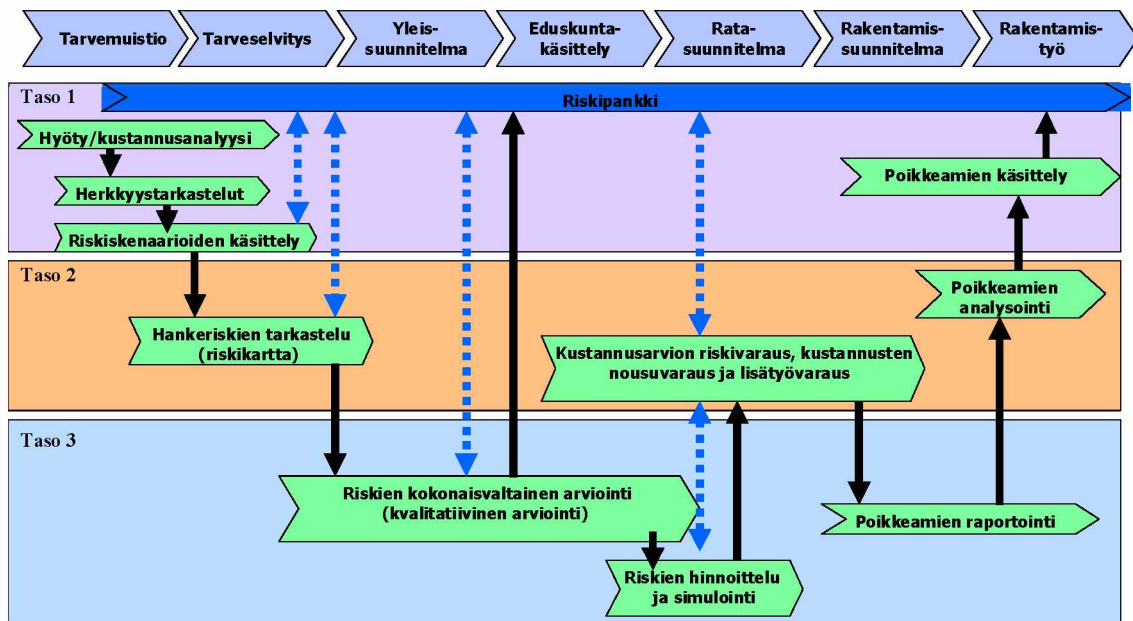 Tarvemuistio
Tarveselvitys
Yleis-
suunnitelma
Eduskunta-
käsittely
Rata-
suunnitelma
Rakentamis-
suunnitelma
Rakentamis-
työ
Taso 1
Riskipankki
Hyöty/kustannusanalyysi
Herkkyystarkastelut
Riskiskenaarioiden käsittely
Poikkeamien käsittely
Taso 2
Poikkeamien
analysointi
Hankeriskien tarkastelu
(riskikartta)
Kustannusarvion riskivaraus, kustannusten
nousuvaraus ja lisätyövaraus
Taso 3
Riskien kokonaisvaltainen arviointi
(kvalitatiivinen arviointi)
Poikkeamien raportointi
Riskien hinnoittelu
ja simulointi